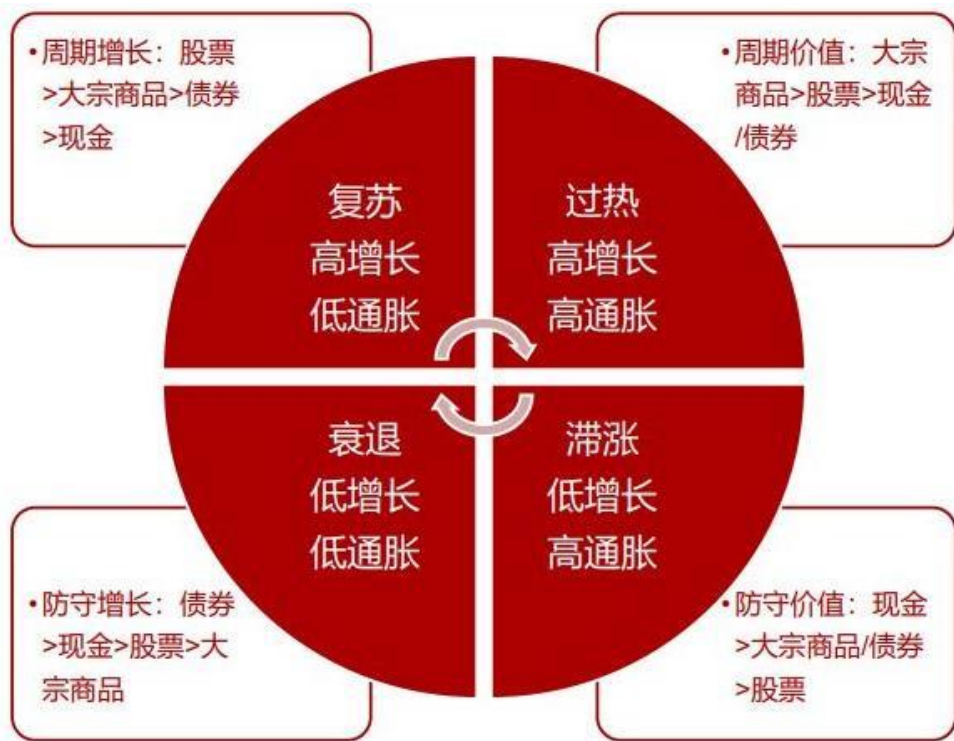 •周期增长：股票
>大宗商品>债券
>现金
•周期价值：大宗
商品>股票>现金
/债券
复苏
高增长
低通胀
过热
高增长
高通胀
衰退
低增长
低通胀
滞涨
低增长
高通胀
•防守增长：债券
>现金>股票>大
宗商品
•防守价值：现金
>大宗商品/债券
>股票